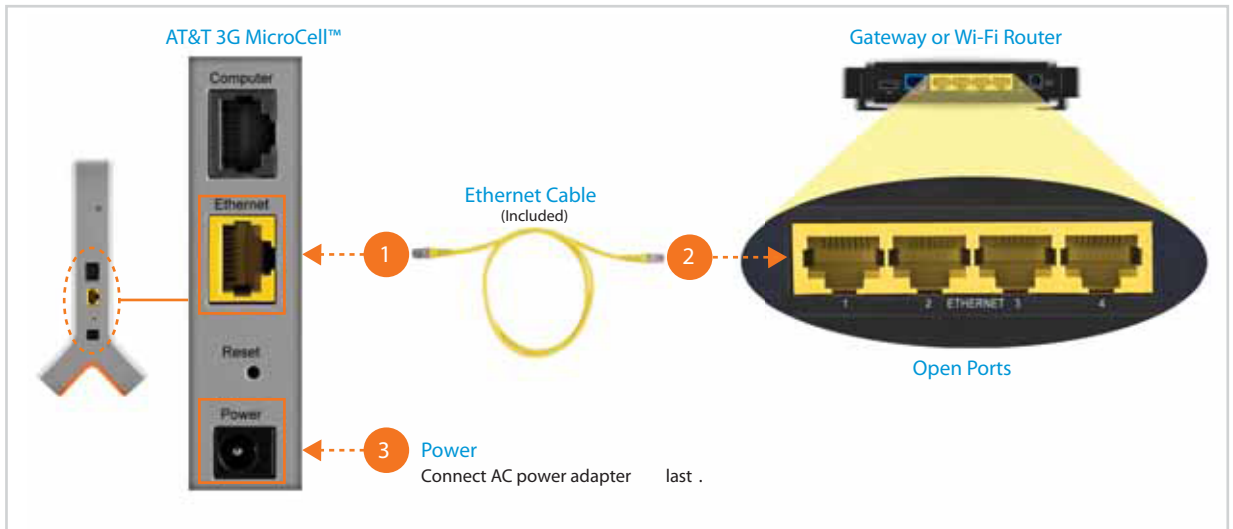 AT&T 3G MicroCell™
Gateway or Wi-Fi Router
Computer
Ethernet
1
Ethernet Cable
(Included)
2
1 2 ETHERNET 3 4
Open Ports
Reset
Power
3
Power
Connect AC power adapter last .